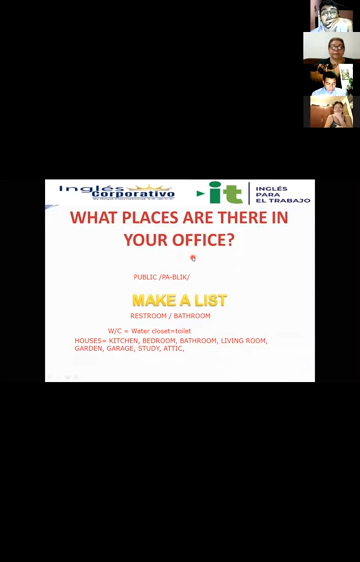 Inglés
corporativo
it
INGLÉS
PARA
EL TRABAJO
WHAT PLACES ARE THERE IN
YOUR OFFICE?
PUBLIC /PA-BLIK/
MAKE A LIST
RESTROOM / BATHROOM
W/C = Water closet=toilet
HOUSES= KITCHEN, BEDROOM, BATHROOM, LIVING ROOM,
GARDEN, GARAGE, STUDY, ATTIC,